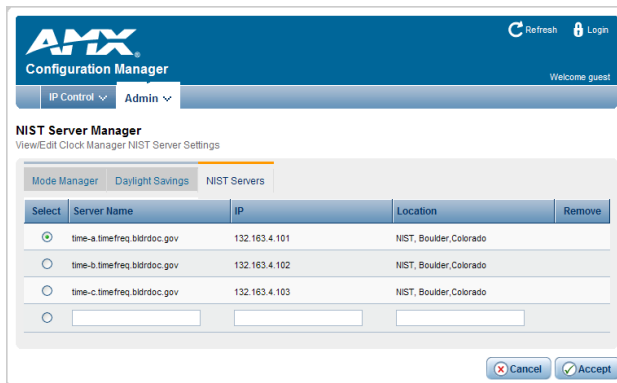 Refresh Login
AMX
Configuration Manager
Welcome guest
IP Control Admin
NIST Server Manager
View/Edit Clock Manager NIST Server Settings
Mode Manager Daylight Savings NIST Servers
Select Server Name IP Location Remove
time-a.timefreq.bldrdoc.gov 132.163.4.101 NIST, Boulder,Colorado
time-b.timefreq.bldrdoc.gov 132.163.4.102 NIST, Boulder,Colorado
time-c.timefreq.bldrdoc.gov 132.163.4.103 NIST, Boulder,Colorado
Cancel Accept